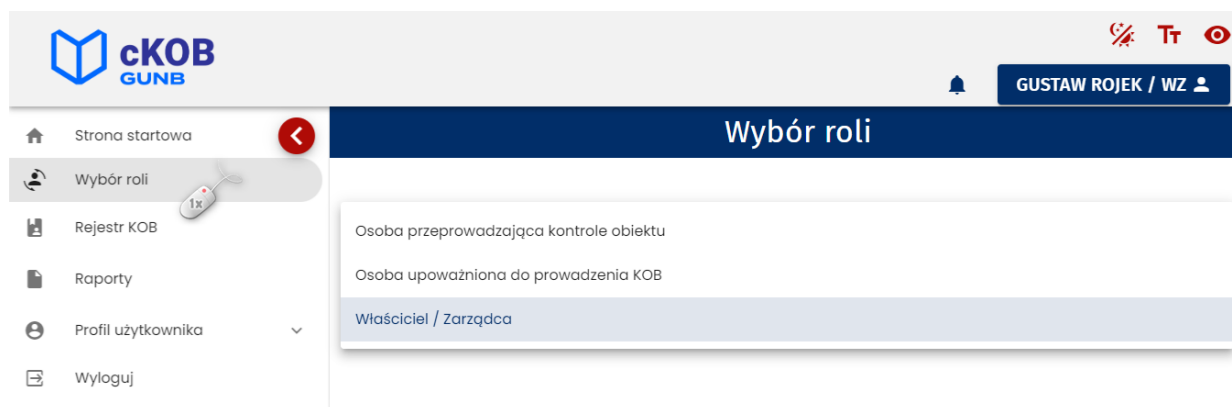 cKOB
GUNB
Tт
GUSTAW ROJEK / WZ
Strona startowa
Wybór roli
Wybór roli
1x
Rejestr KOB
Raporty
Profil użytkownika
Wyloguj
Osoba przeprowadzająca kontrole obiektu
Osoba upoważniona do prowadzenia KOB
Właściciel / Zarządca